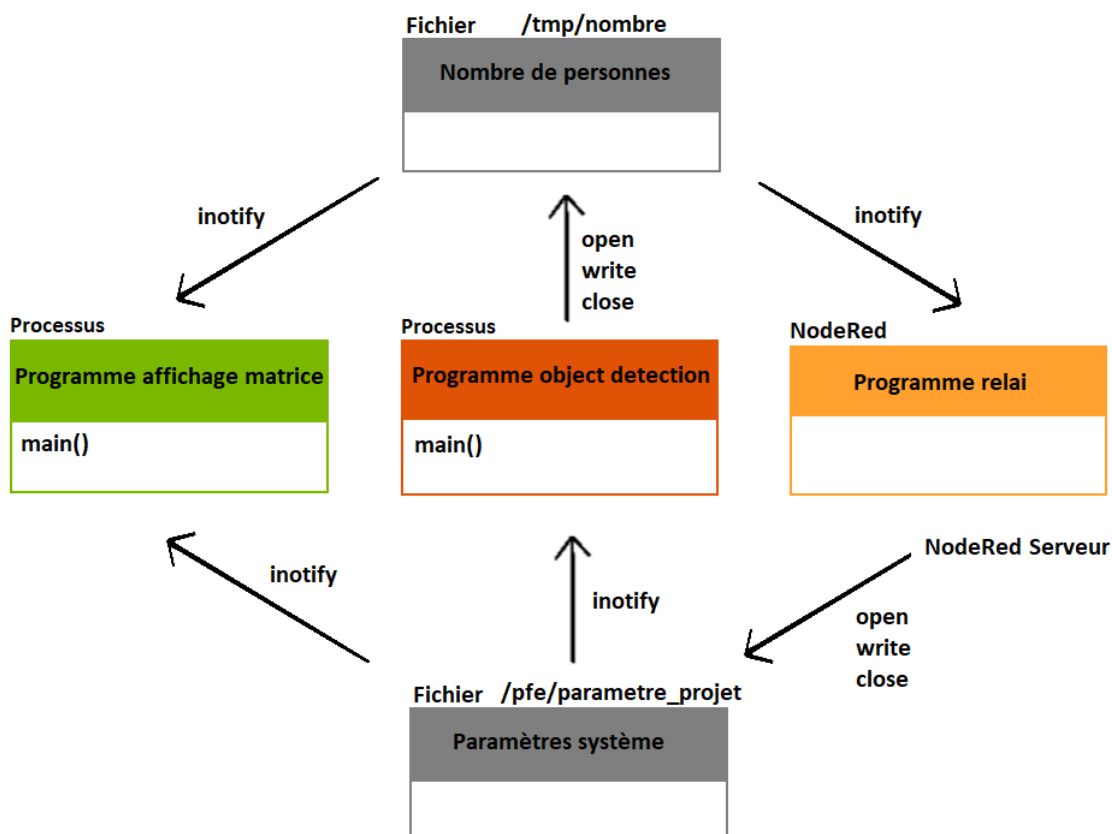 Fichier /tmp/nombre
Nombre de personnes
inotify
open
write
close
inotify
Processus
Programme affichage matrice
main()
Processus
Programme object detection
main()
NodeRed
Programme relai
inotify
inotify
NodeRed Serveur
open
write
close
Fichier /pfe/parametre_projet
Paramètres système